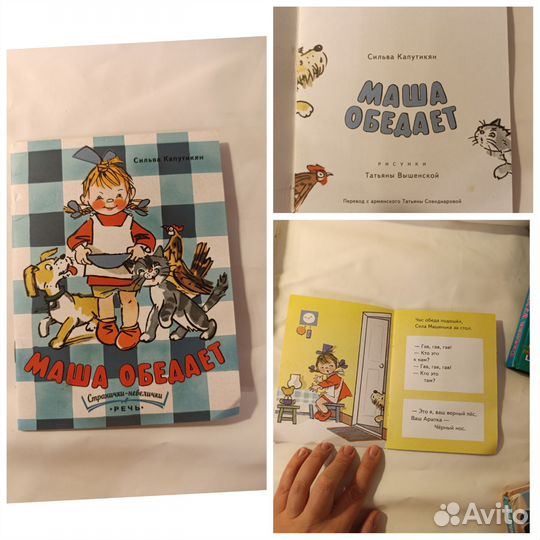 Сильва Капутикян
МАША ОБЕДАЕТ
Странички-невелички
• РЕЧЬ •
Сильва Капутикян
МАША
ОБЕДАЕТ
РИСУНКИ
Татьяны Вышенской
Перевод с армянского Татьяны Спендиаровой
Час обеда подошёл,
Села Машенька за стол.
— Гав, гав, гав!
— Кто это
к нам?
— Гав, гав, гав!
— Кто это
там?
— Это я, ваш верный пёс,
Ваш Арапка —
Чёрный нос.
Avito